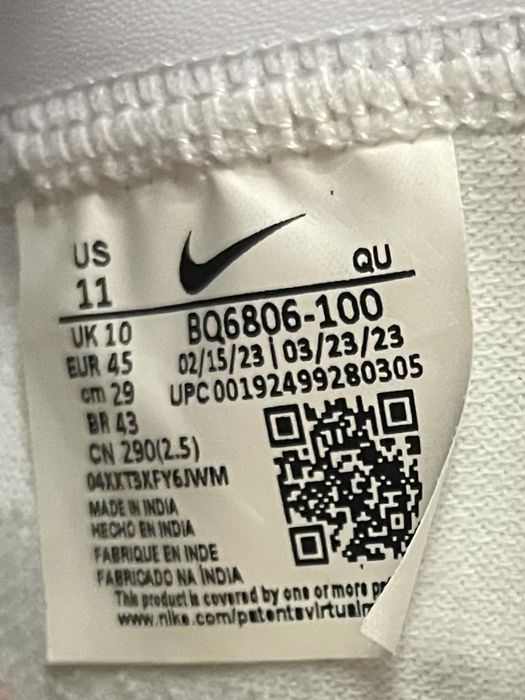 US
11
QU
UK 10
BQ6806-100
EUR 45
02/15/23 | 03/23/23
cm 29
UPC 00192499280305
BR 43
CN 290(2.5)
04XXT3KFY6JWM
MADE IN INDIA
HECHO EN INDIA
FABRIQUE EN INDE
FABRICADO NA ÍNDIA
This product is covered by one or more
www.nike.com/patents